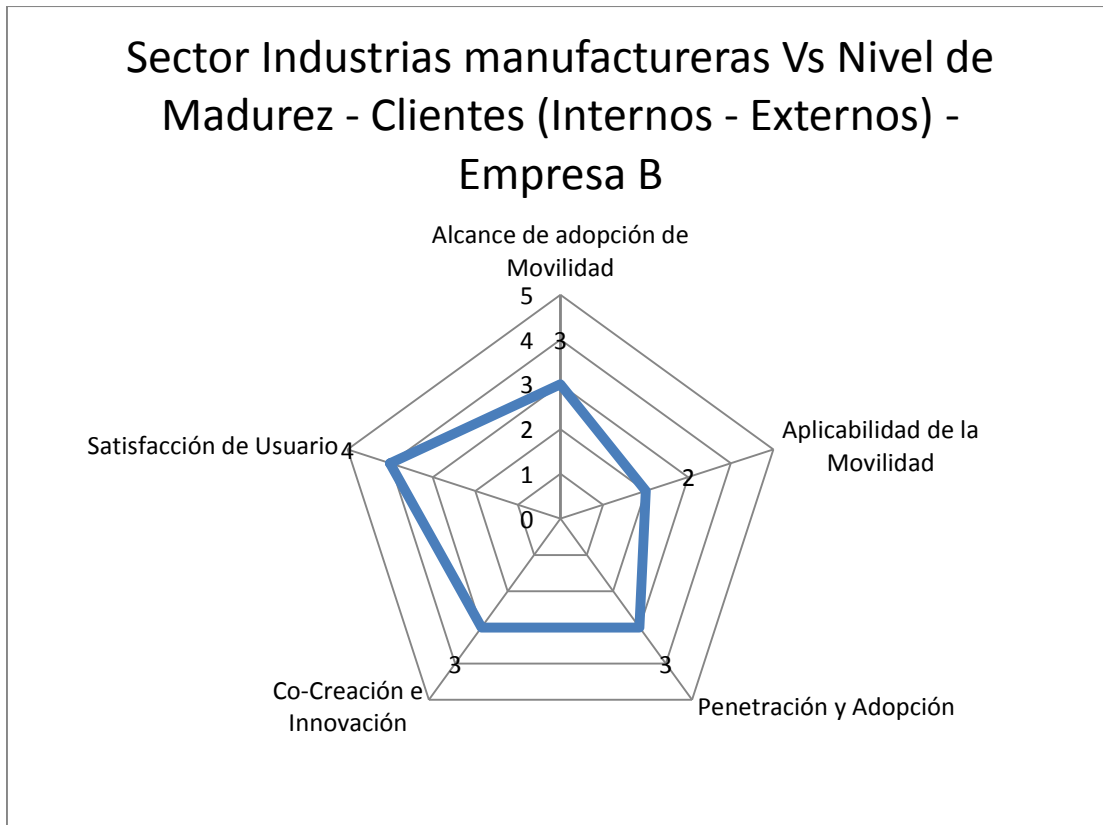 Sector Industrias manufactureras Vs Nivel de
Madurez - Clientes (Internos - Externos) -
Empresa B
Alcance de adopción de
Movilidad
5
4
3
3
2
1
0
Satisfacción de Usuario
4
Aplicabilidad de la
Movilidad
2
Co-Creación e
Innovación
3
3
Penetración y Adopción